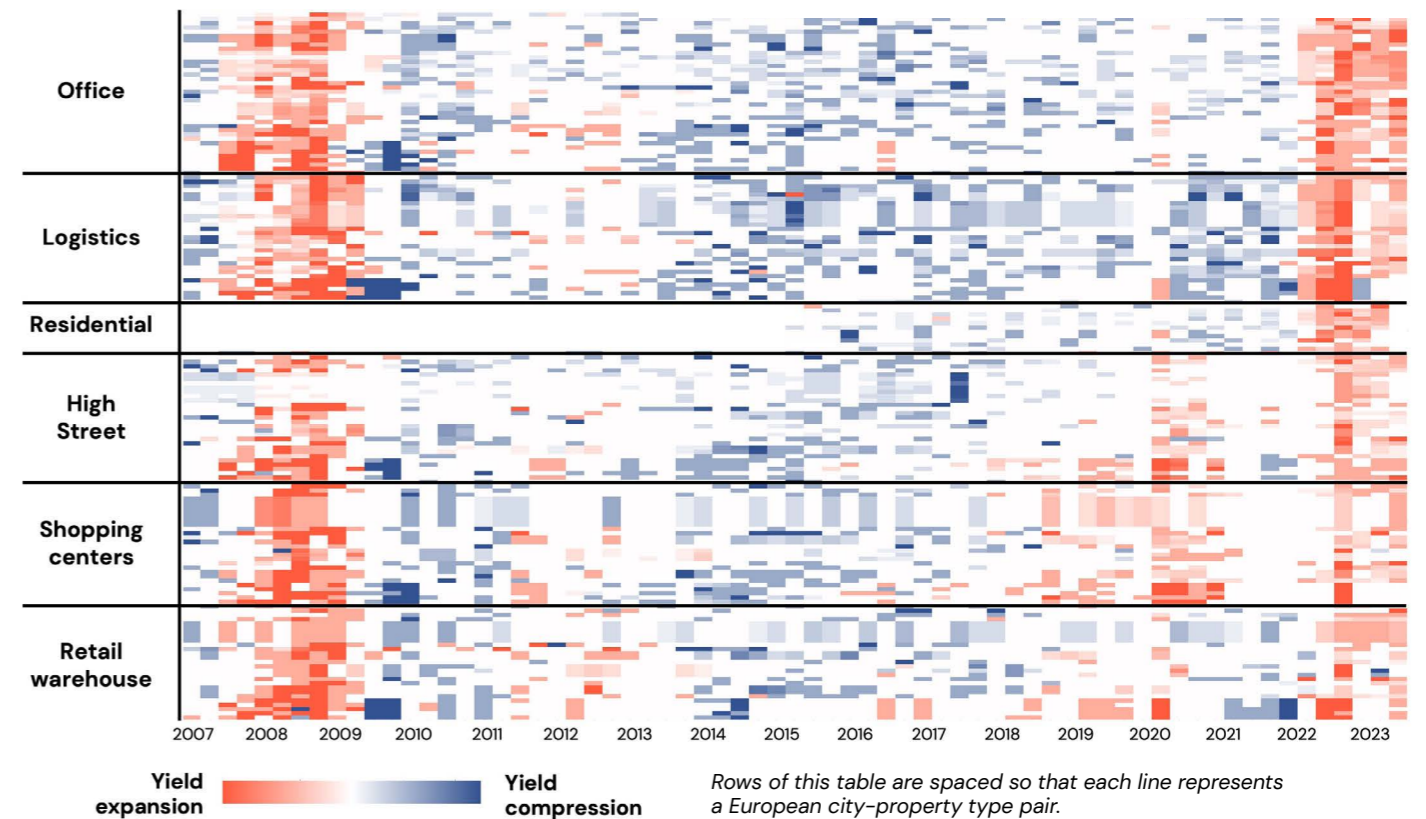 Office
Logistics
Residential
High
Street
Shopping
centers
Retail
warehouse
2007 2008 2009 2010 2011 2012 2013 2014 2015 2016 2017 2018 2019 2020 2021 2022 2023
Yield
expansion
Yield
compression
Rows of this table are spaced so that each line represents
a European city–property type pair.